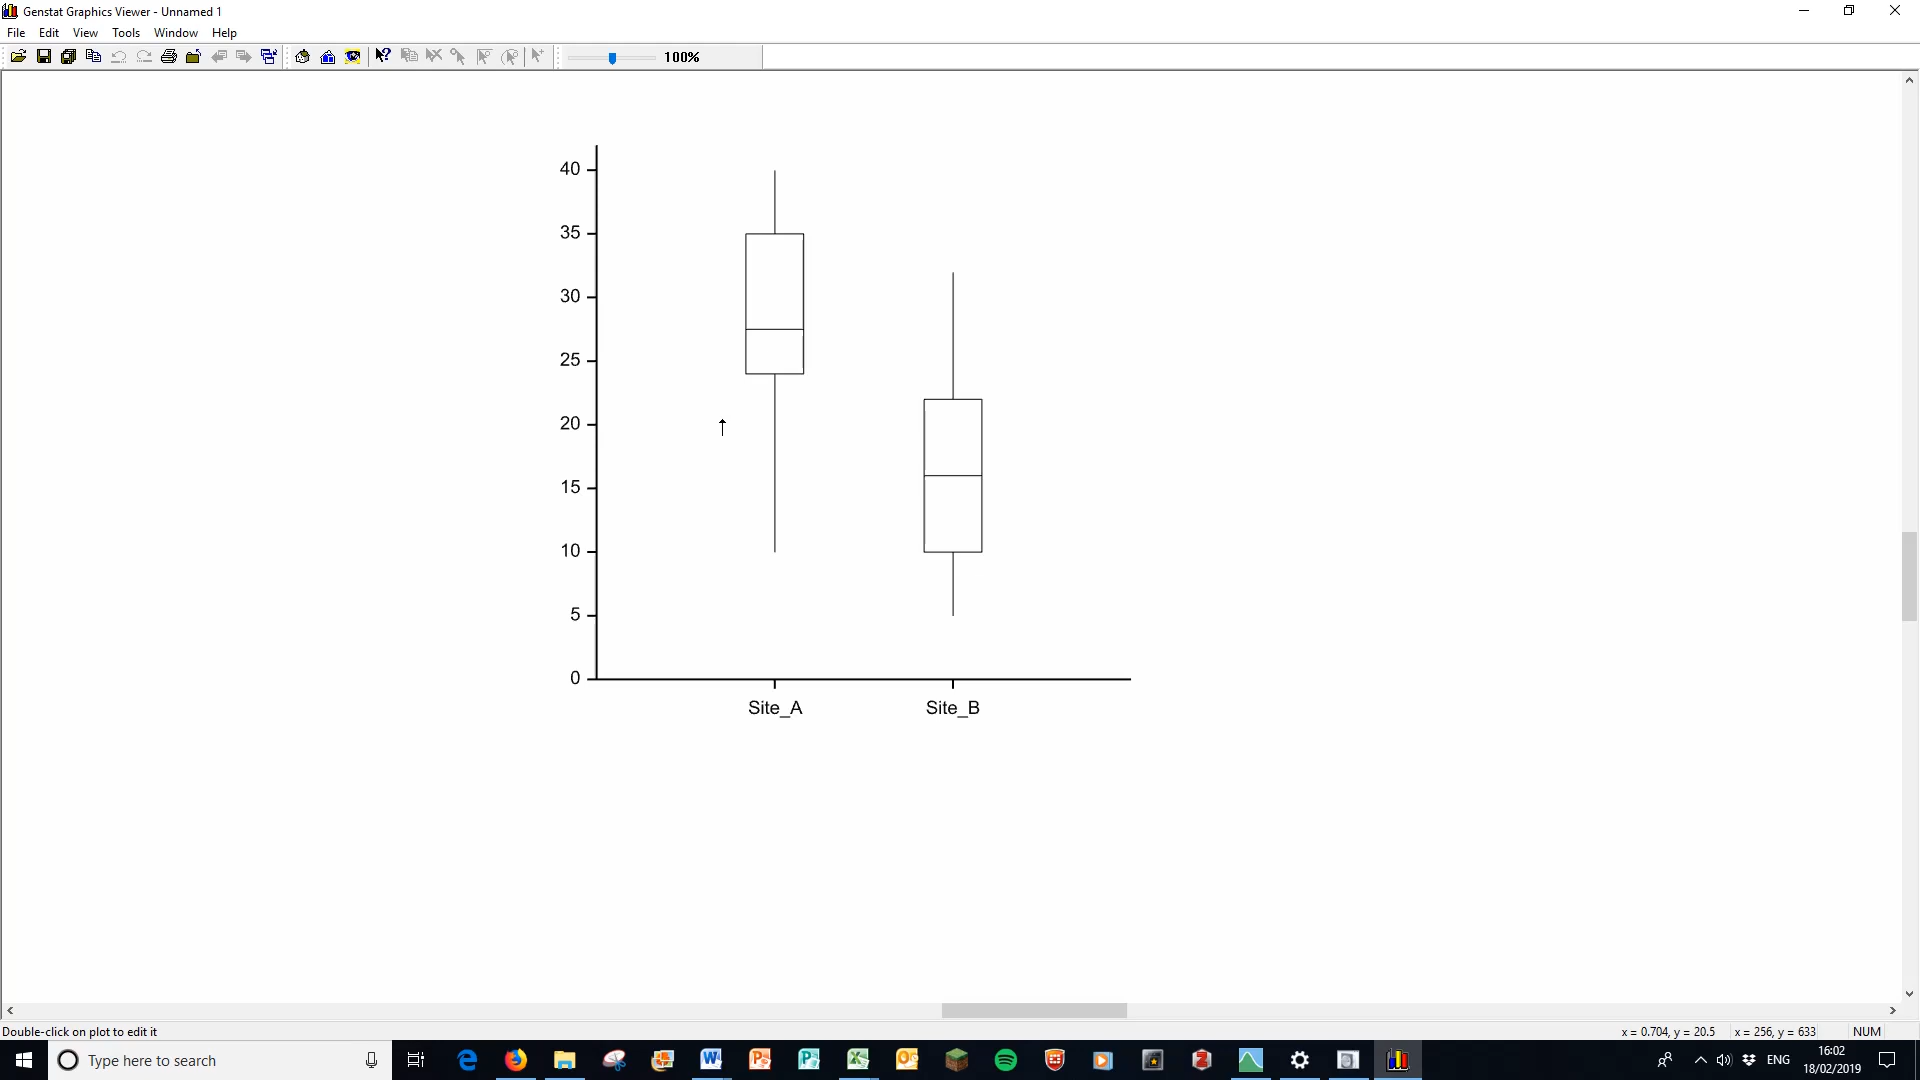 Genstat Graphics Viewer - Unnamed 1
File Edit View Tools Window Help
100%
40
35
30
25
20
15
10
5
0
Site_A Site_B
Double-click on plot to edit it
x = 0.704, y = 20.5 x = 256, y = 633 NUM
Type here to search
ENG
16:02
18/02/2019